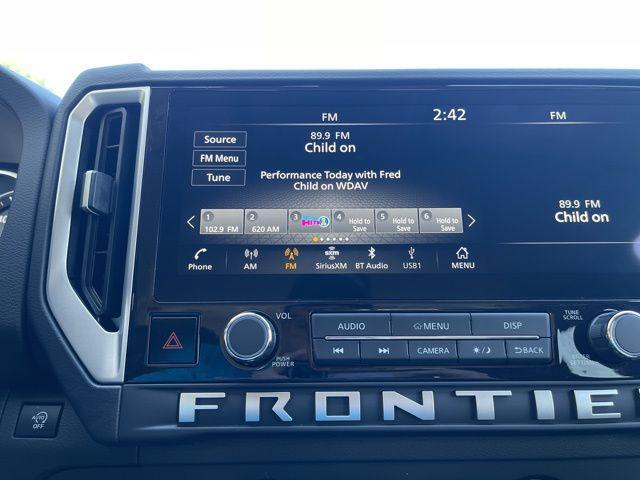 FM 2:42 FM
Source 89.9 FM
Child on
FM Menu
Tune Performance Today with Fred
Child on WDAV
89.9 FM
Child on
1 2 3 4 Hold to Save 5 Hold to Save 6 Hold to Save
102.9 FM 620 AM
Phone AM FM SiriusXM BT Audio USB1 MENU
sxm
VOL
PUSH
POWER
AUDIO MENU DISP
CAMERA BACK
TUNE
SCROLL
ENTER
SETTING
FRONTIE
AUTO
OFF